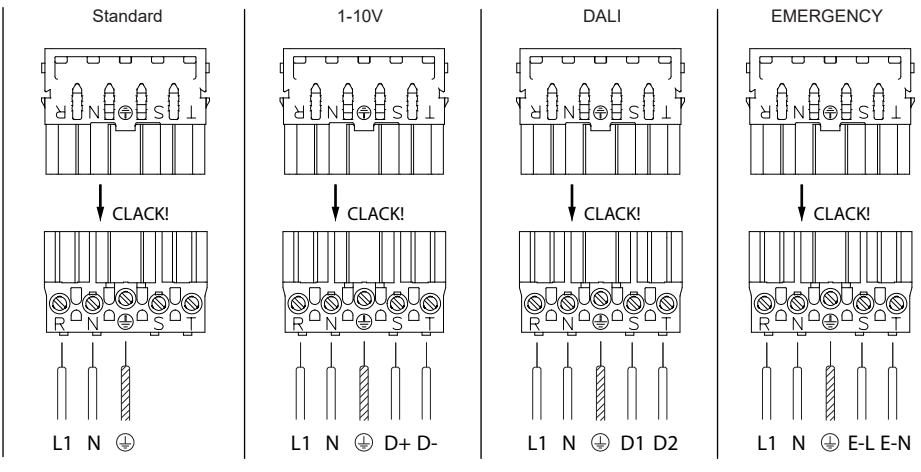 Standard
R N ⏚ S T
CLACK!
R N ⏚ S T
L1 N ⏚
1-10V
R N ⏚ S T
CLACK!
R N ⏚ S T
L1 N ⏚ D+ D-
DALI
R N ⏚ S T
CLACK!
R N ⏚ S T
L1 N ⏚ D1 D2
EMERGENCY
R N ⏚ S T
CLACK!
R N ⏚ S T
L1 N ⏚ E-L E-N